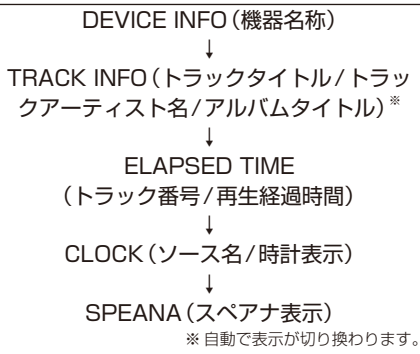 DEVICE INFO(機器名称)
↓
TRACK INFO(トラックタイトル/トラッ
クアーティスト名/アルバムタイトル)※
↓
ELAPSED TIME
(トラック番号/再生経過時間)
↓
CLOCK(ソース名/時計表示)
↓
SPEANA(スペアナ表示)
※自動で表示が切り換わります。